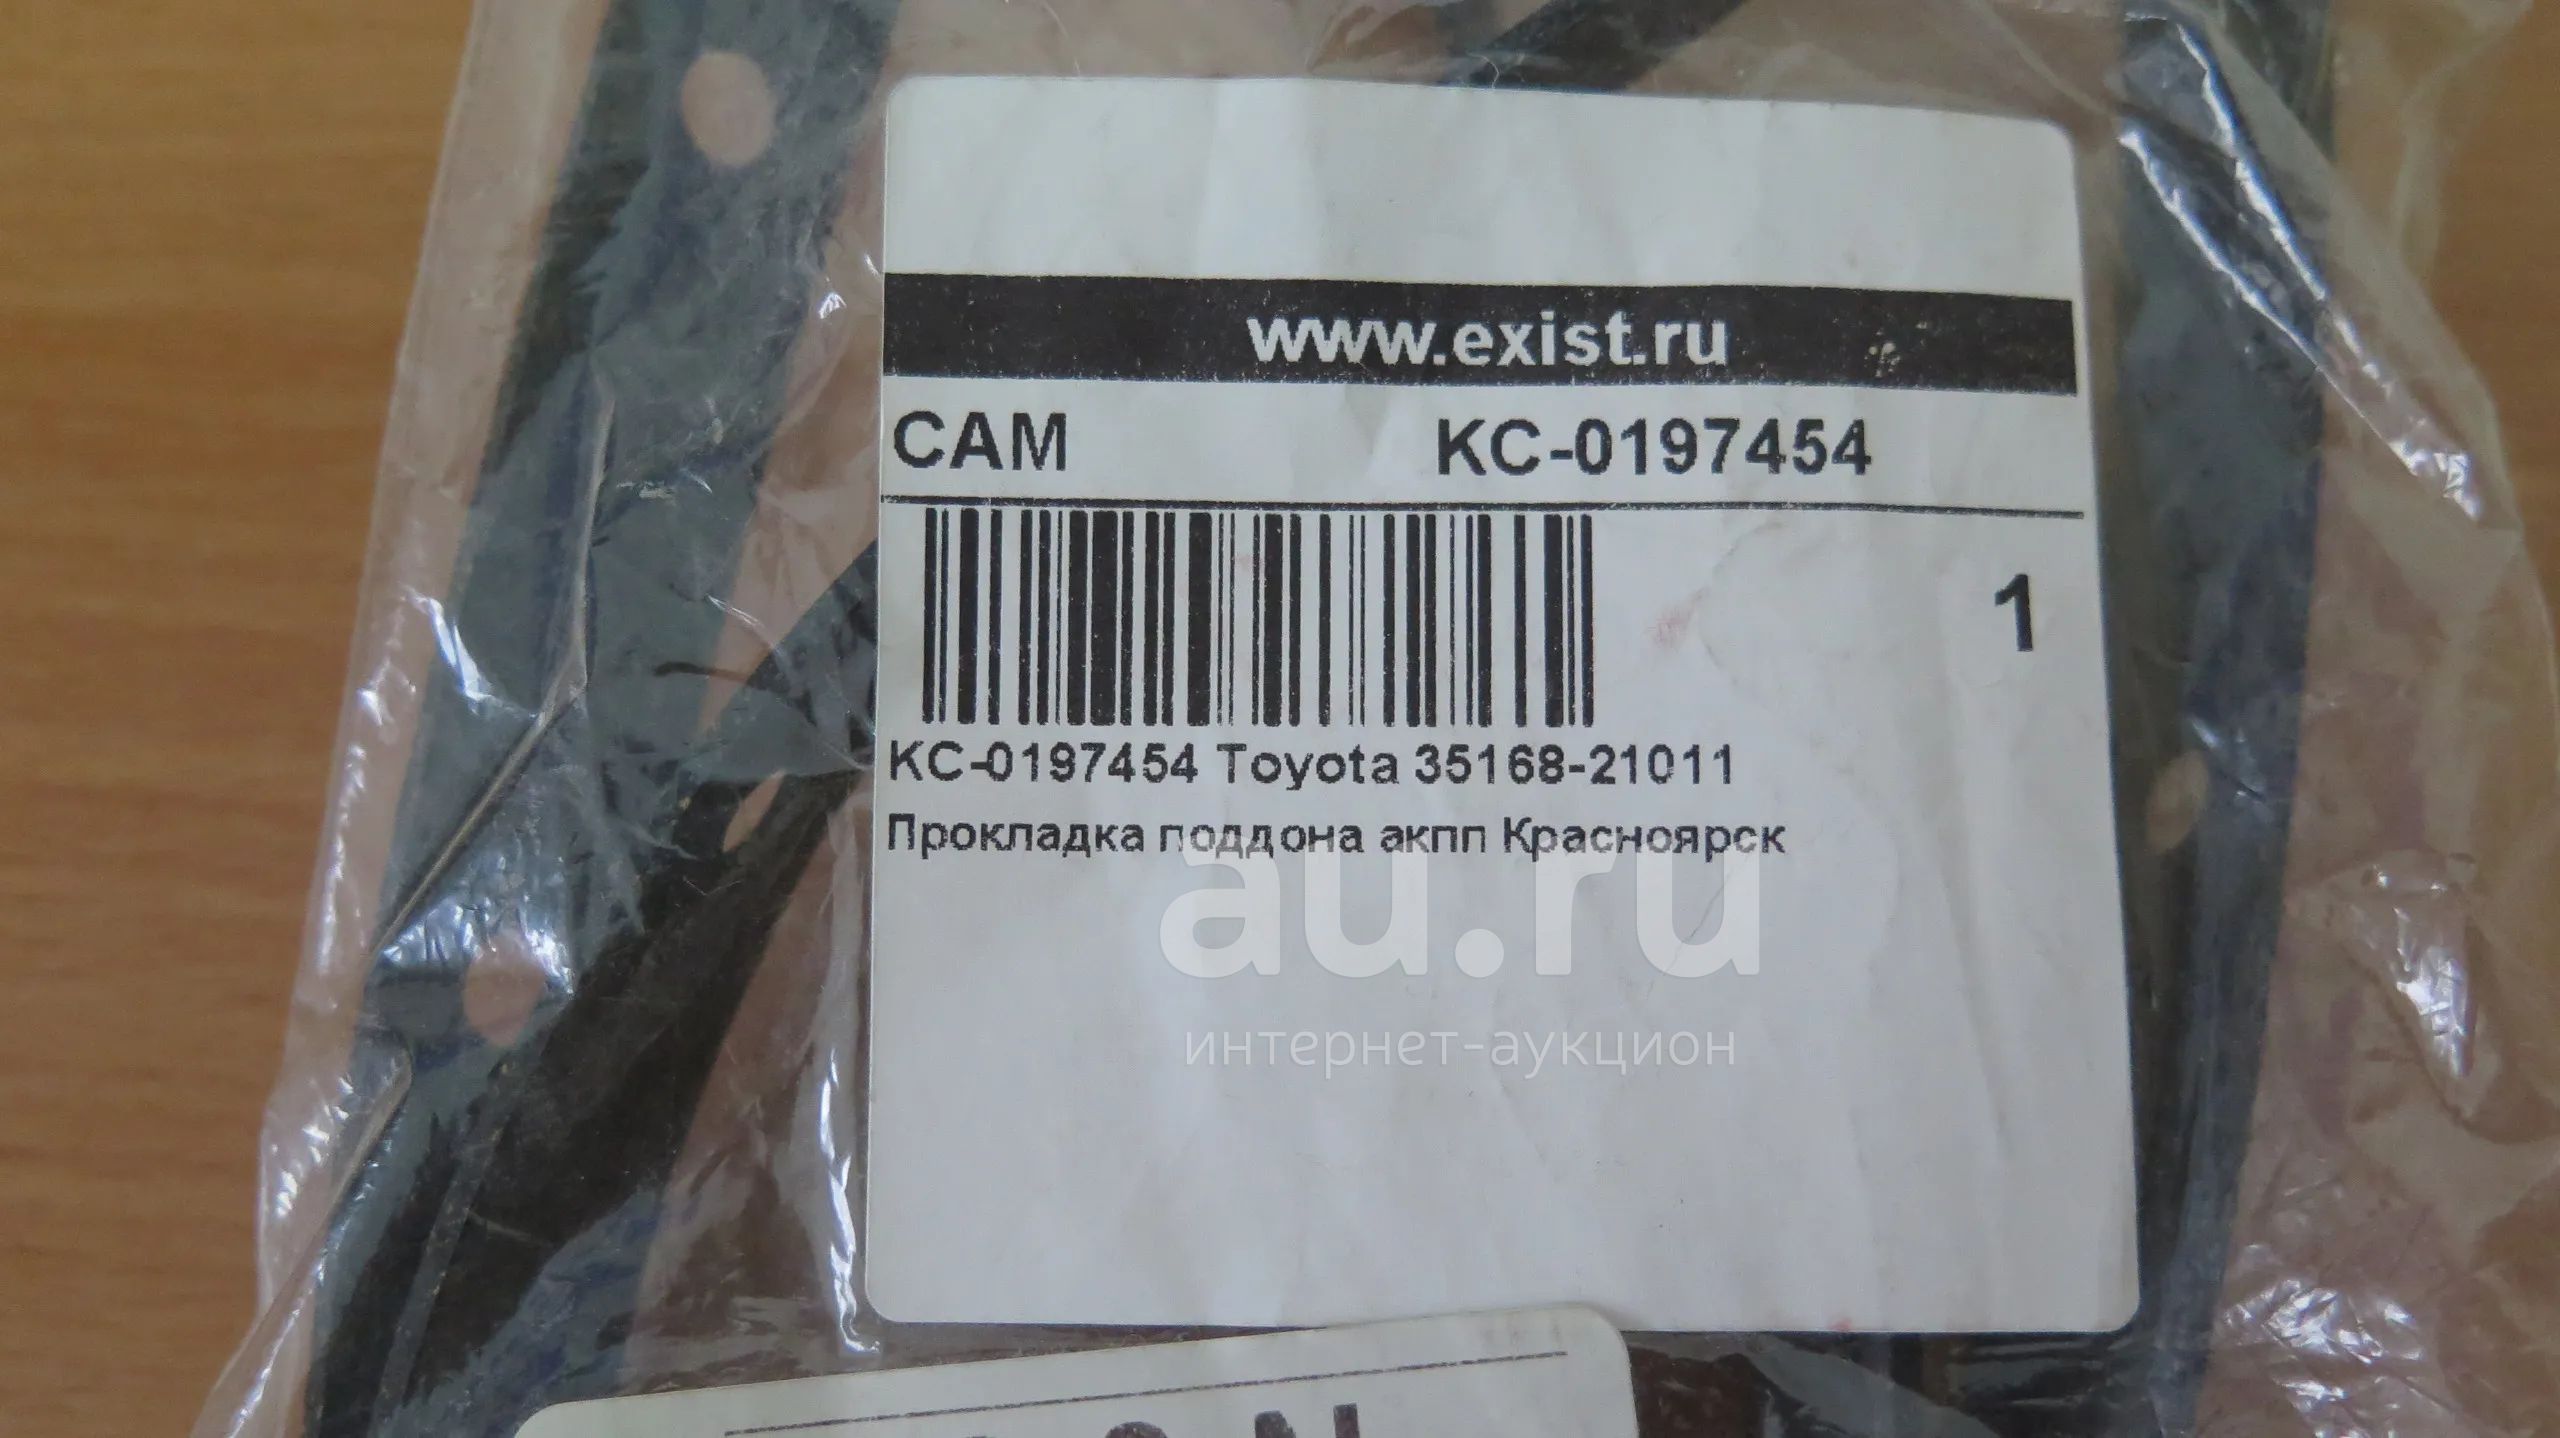 www.exist.ru
САМ KC-0197454
1
KC-0197454 Toyota 35168-21011
Прокладка поддона акпп Красноярск
au.ru
интернет-аукцион